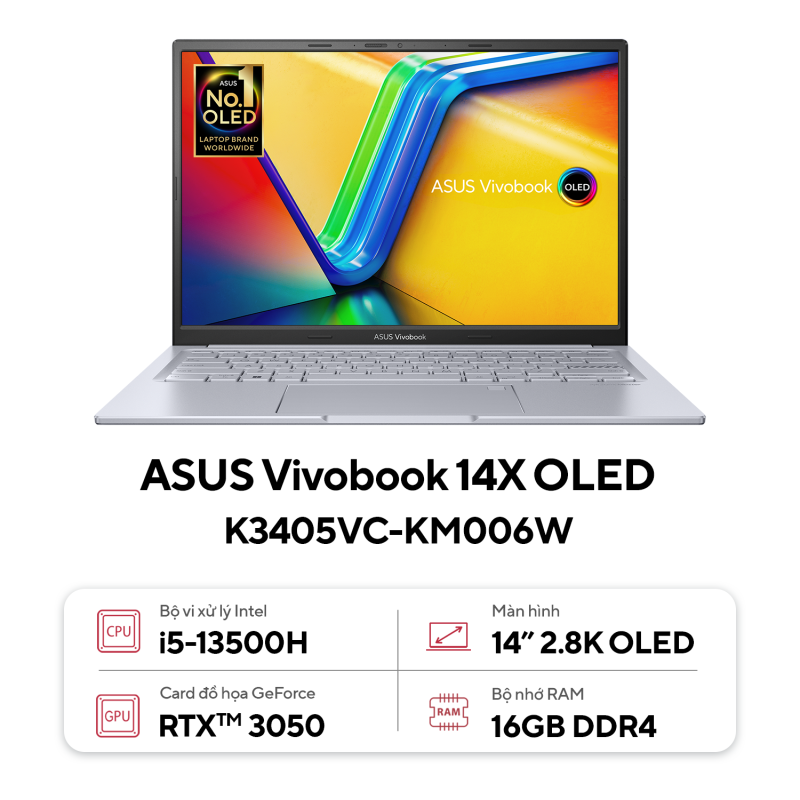 ASUS
No.1
OLED
LAPTOP BRAND
WORLDWIDE
ASUS Vivobook OLED
ASUS Vivobook
ASUS Vivobook 14X OLED
K3405VC-KM006W
CPU
Bộ vi xử lý Intel
i5-13500H
Màn hình
14” 2.8K OLED
GPU
Card đồ họa GeForce
RTX™ 3050
RAM
Bộ nhớ RAM
16GB DDR4